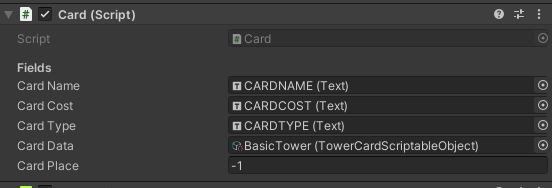 Card (Script)
Script Card
Fields
Card Name CARDNAME (Text)
Card Cost CARDCOST (Text)
Card Type CARDTYPE (Text)
Card Data BasicTower (TowerCardScriptableObject)
Card Place -1